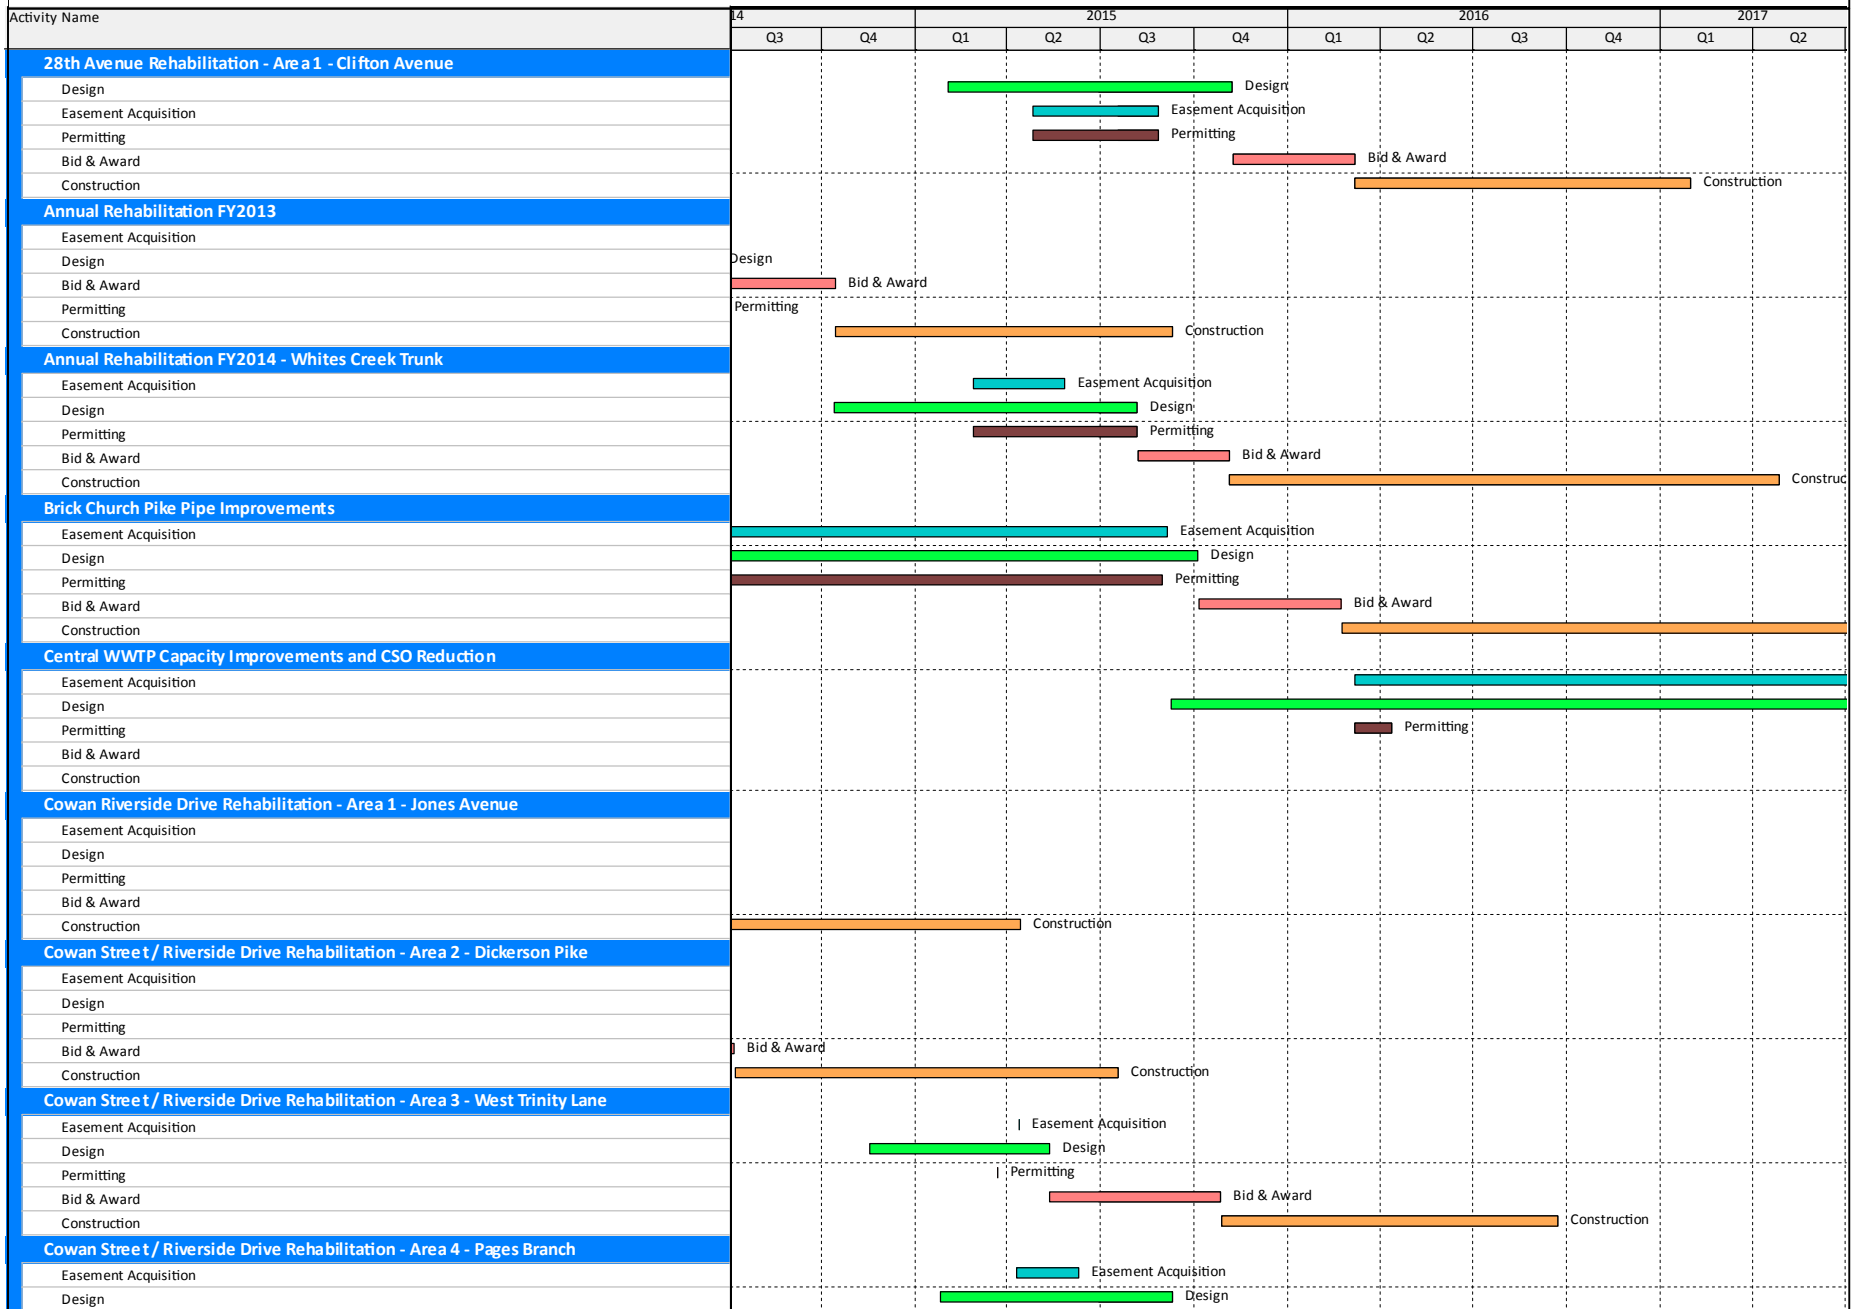 Activity Name 14 2015 2016 2017
Q3 Q4 Q1 Q2 Q3 Q4 Q1 Q2 Q3 Q4 Q1 Q2
28th Avenue Rehabilitation - Area 1 - Clifton Avenue
Design Design
Easement Acquisition Easement Acquisition
Permitting Permitting
Bid & Award Bid & Award
Construction Construction
Annual Rehabilitation FY2013
Easement Acquisition
Design Design
Bid & Award Bid & Award
Permitting Permitting
Construction Construction
Annual Rehabilitation FY2014 - Whites Creek Trunk
Easement Acquisition Easement Acquisition
Design Design
Permitting Permitting
Bid & Award Bid & Award
Construction Construc
Brick Church Pike Pipe Improvements
Easement Acquisition Easement Acquisition
Design Design
Permitting Permitting
Bid & Award Bid & Award
Construction
Central WWTP Capacity Improvements and CSO Reduction
Easement Acquisition
Design
Permitting Permitting
Bid & Award
Construction
Cowan Riverside Drive Rehabilitation - Area 1 - Jones Avenue
Easement Acquisition
Design
Permitting
Bid & Award
Construction Construction
Cowan Street / Riverside Drive Rehabilitation - Area 2 - Dickerson Pike
Easement Acquisition
Design
Permitting
Bid & Award Bid & Award
Construction Construction
Cowan Street / Riverside Drive Rehabilitation - Area 3 - West Trinity Lane
Easement Acquisition Easement Acquisition
Design Design
Permitting Permitting
Bid & Award Bid & Award
Construction Construction
Cowan Street / Riverside Drive Rehabilitation - Area 4 - Pages Branch
Easement Acquisition Easement Acquisition
Design Design